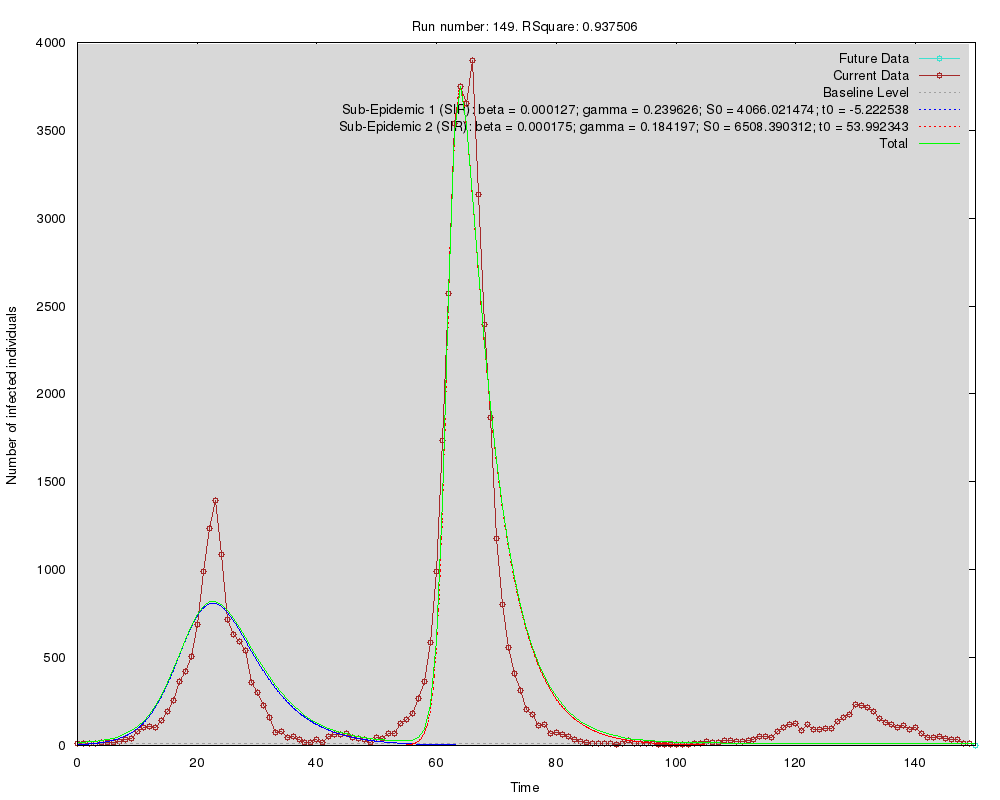 Run number: 149. RSquare: 0.937506
4000
3500
3000
2500
2000
1500
1000
500
0
Number of infected individuals
Future Data
Current Data
Baseline Level
Sub-Epidemic 1 (SIR): beta = 0.000127; gamma = 0.239626; S0 = 4066.021474; t0 = -5.222538
Sub-Epidemic 2 (SIR): beta = 0.000175; gamma = 0.184197; S0 = 6508.390312; t0 = 53.992343
Total
0 20 40 60 80 100 120 140
Time